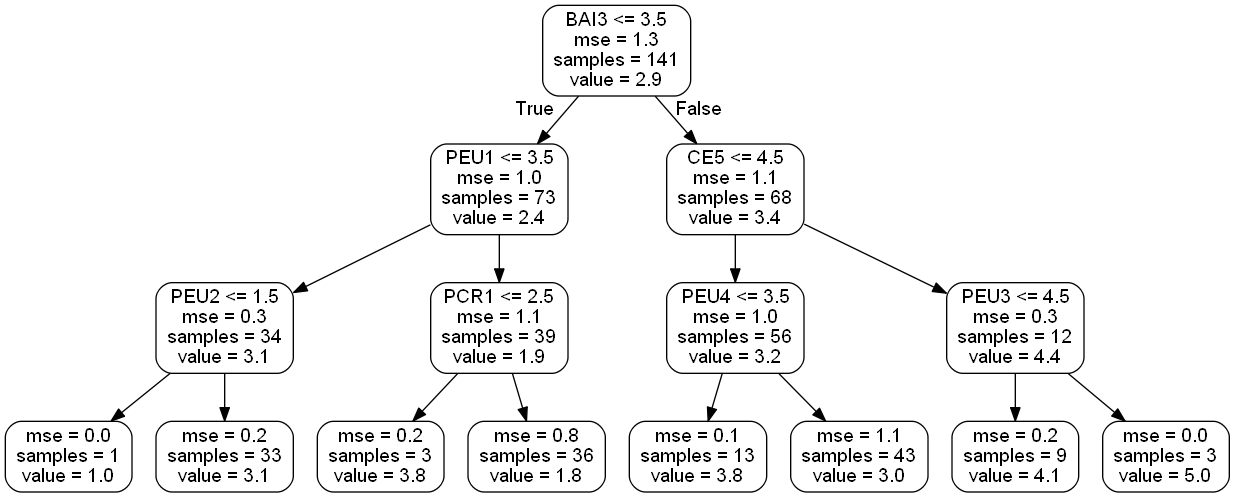 BAI3 <= 3.5
mse = 1.3
samples = 141
value = 2.9
True
False
PEU1 <= 3.5
mse = 1.0
samples = 73
value = 2.4
CE5 <= 4.5
mse = 1.1
samples = 68
value = 3.4
PEU2 <= 1.5
mse = 0.3
samples = 34
value = 3.1
PCR1 <= 2.5
mse = 1.1
samples = 39
value = 1.9
PEU4 <= 3.5
mse = 1.0
samples = 56
value = 3.2
PEU3 <= 4.5
mse = 0.3
samples = 12
value = 4.4
mse = 0.0
samples = 1
value = 1.0
mse = 0.2
samples = 33
value = 3.1
mse = 0.2
samples = 3
value = 3.8
mse = 0.8
samples = 36
value = 1.8
mse = 0.1
samples = 13
value = 3.8
mse = 1.1
samples = 43
value = 3.0
mse = 0.2
samples = 9
value = 4.1
mse = 0.0
samples = 3
value = 5.0